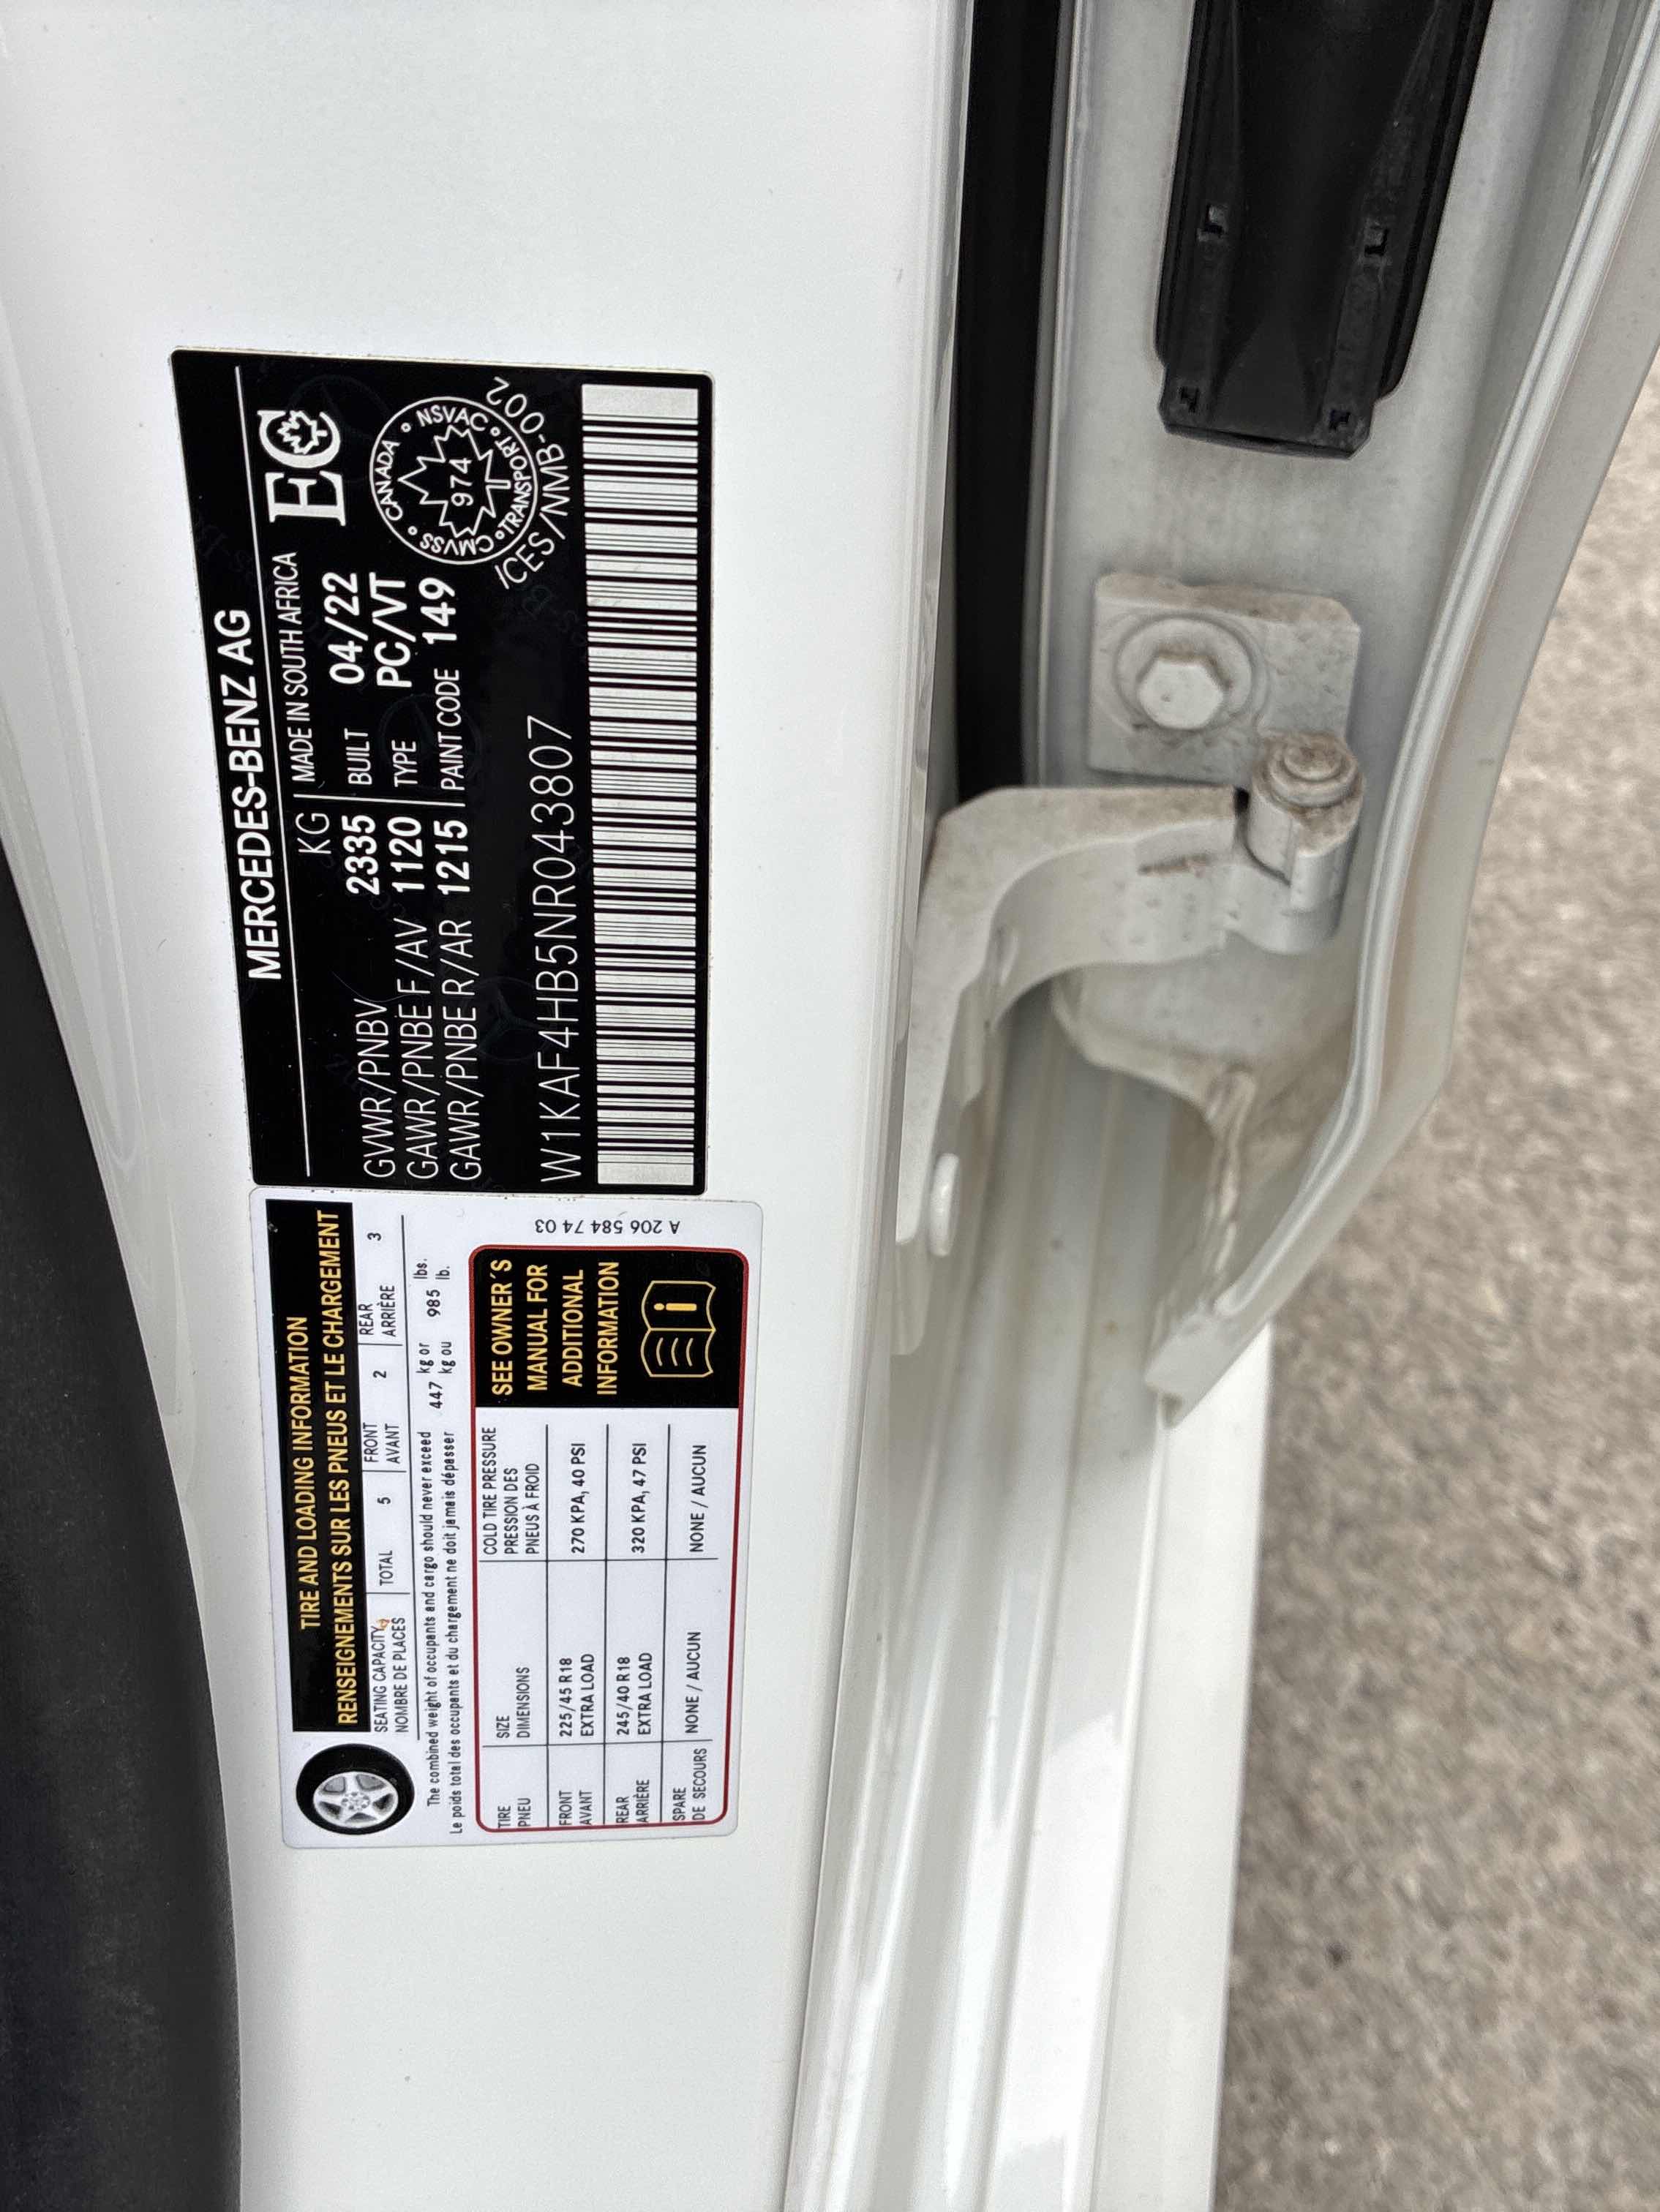 MERCEDES-BENZ AG
KG MADE IN SOUTH AFRICA
GVWR/PNBV 2335 BUILT 04/22
GAWR/PNBE F/AV 1120 TYPE PC/VT
GAWR/PNBE R/AR 1215 PAINT CODE 149
EC
CANADA • NSVAC • TRANSPORT • CMVSS •
974
ICES/NMB-002
W1KAF4HB5NR043807
TIRE AND LOADING INFORMATION
RENSEIGNEMENTS SUR LES PNEUS ET LE CHARGEMENT
SEATING CAPACITY TOTAL 5 FRONT 2 REAR 3
NOMBRE DE PLACES AVANT ARRIÈRE
The combined weight of occupants and cargo should never exceed 447 kg or 985 lbs.
Le poids total des occupants et du chargement ne doit jamais dépasser kg ou lb.
TIRE SIZE COLD TIRE PRESSURE
PNEU DIMENSIONS PRESSION DES
PNEUS À FROID
FRONT 225/45 R18 270 KPA, 40 PSI
AVANT EXTRA LOAD
REAR 245/40 R18 320 KPA, 47 PSI
ARRIÈRE EXTRA LOAD
SPARE NONE / AUCUN NONE / AUCUN
DE SECOURS
SEE OWNER´S
MANUAL FOR
ADDITIONAL
INFORMATION
i
A 206 584 74 03